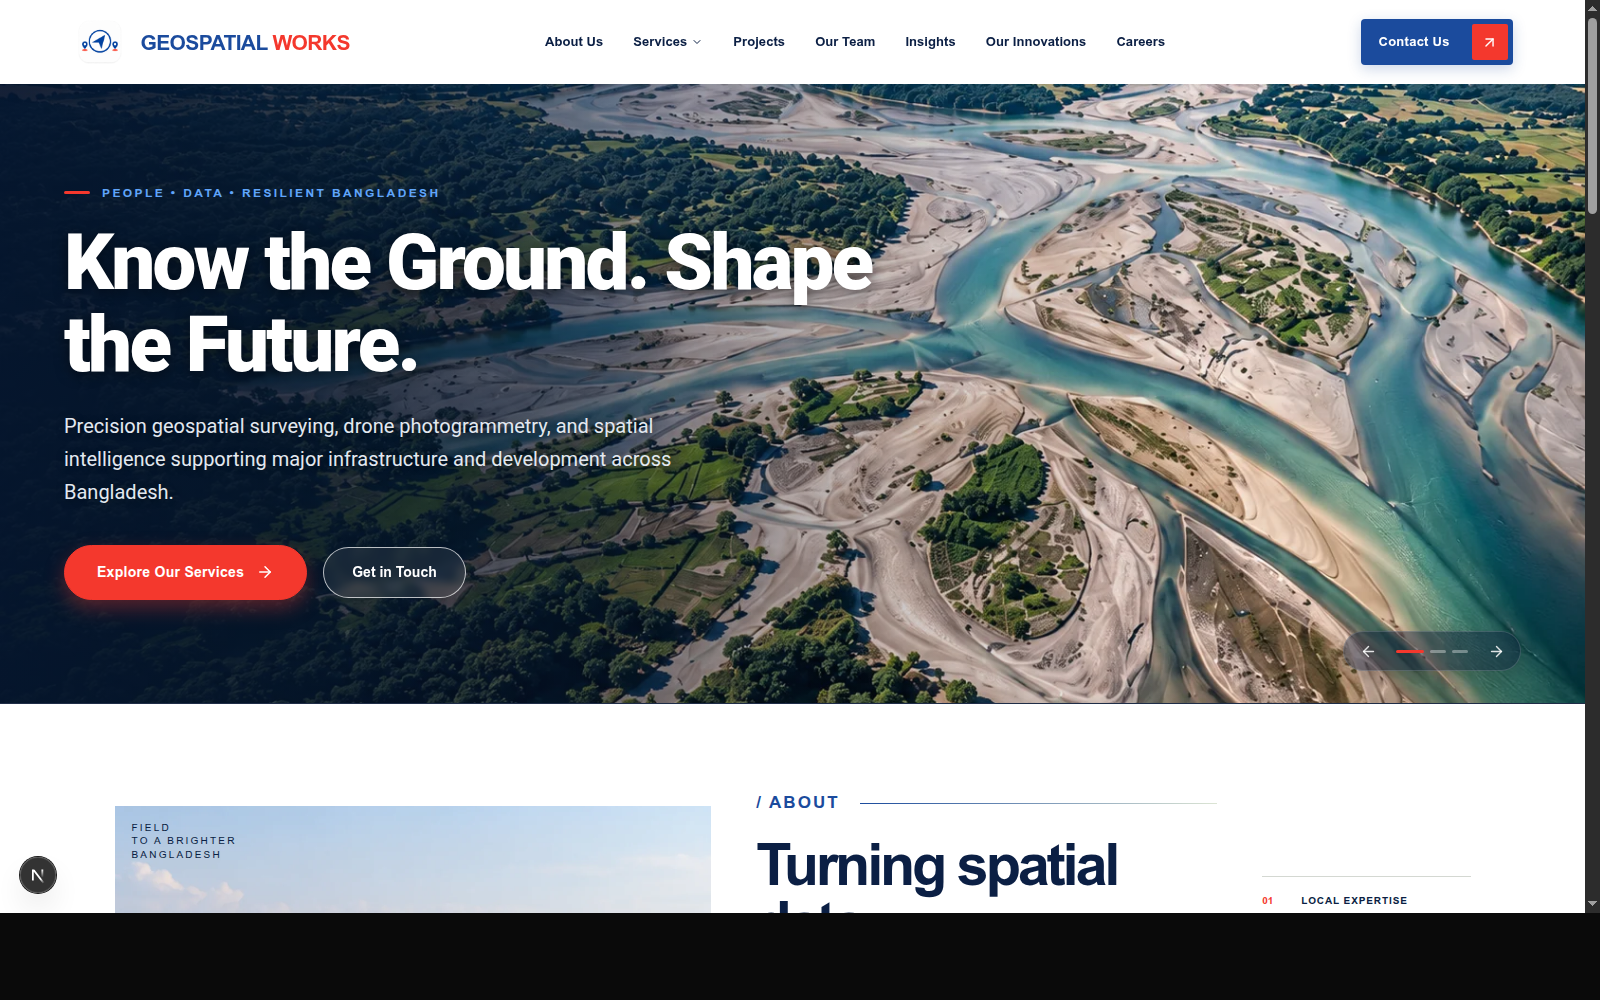 GEOSPATIAL WORKS
About Us
Services
Projects
Our Team
Insights
Our Innovations
Careers
Contact Us
PEOPLE • DATA • RESILIENT BANGLADESH
Know the Ground. Shape
the Future.
Precision geospatial surveying, drone photogrammetry, and spatial
intelligence supporting major infrastructure and development across
Bangladesh.
Explore Our Services
Get in Touch
FIELD
TO A BRIGHTER
BANGLADESH
/ ABOUT
Turning spatial
01 LOCAL EXPERTISE
N